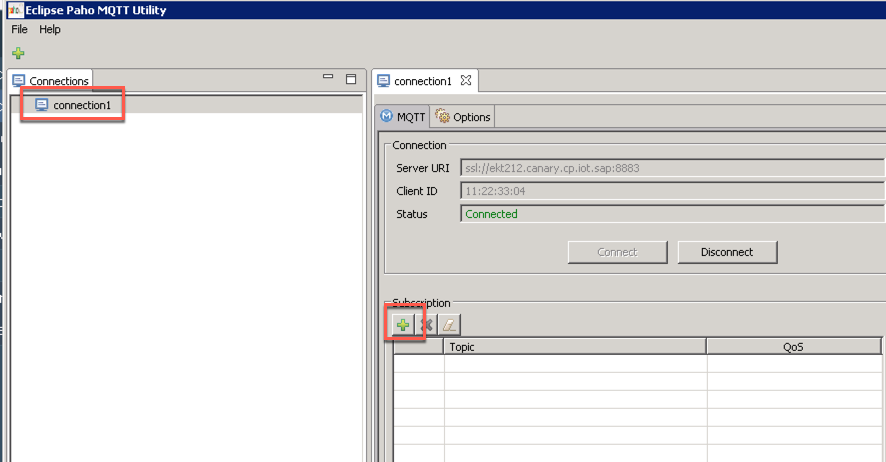 Eclipse Paho MQTT Utility
File Help
Connections
connection1
connection1
MQTT Options
Connection
Server URI ssl://ekt212.canary.cp.iot.sap:8883
Client ID 11:22:33:04
Status Connected
Connect Disconnect
Subscription
Topic QoS